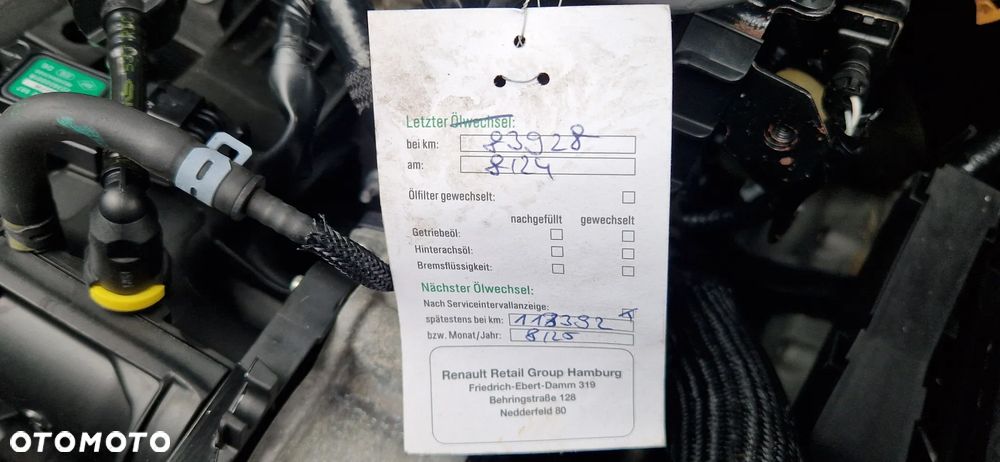 Letzter Ölwechsel:
bei km: 83928
am: 8/24
Ölfilter gewechselt:
nachgefüllt gewechselt
Getriebeöl:
Hinterachsöl:
Bremsflüssigkeit:
Nächster Ölwechsel:
Nach Serviceintervallanzeige:
spätestens bei km: 118392
bzw. Monat/Jahr: 8/25
Renault Retail Group Hamburg
Friedrich-Ebert-Damm 319
Behringstraße 128
Nedderfeld 80
OTOMOTO